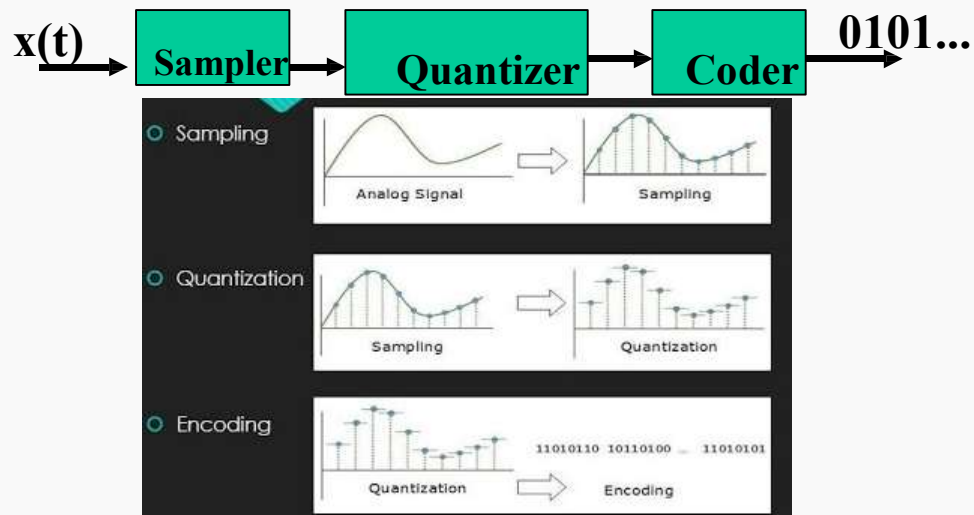 x(t) Sampler Quantizer Coder 0101...
Sampling
Analog Signal Sampling
Quantization
Sampling Quantization
Encoding
11010110 10110100 ... 11010101
Quantization Encoding